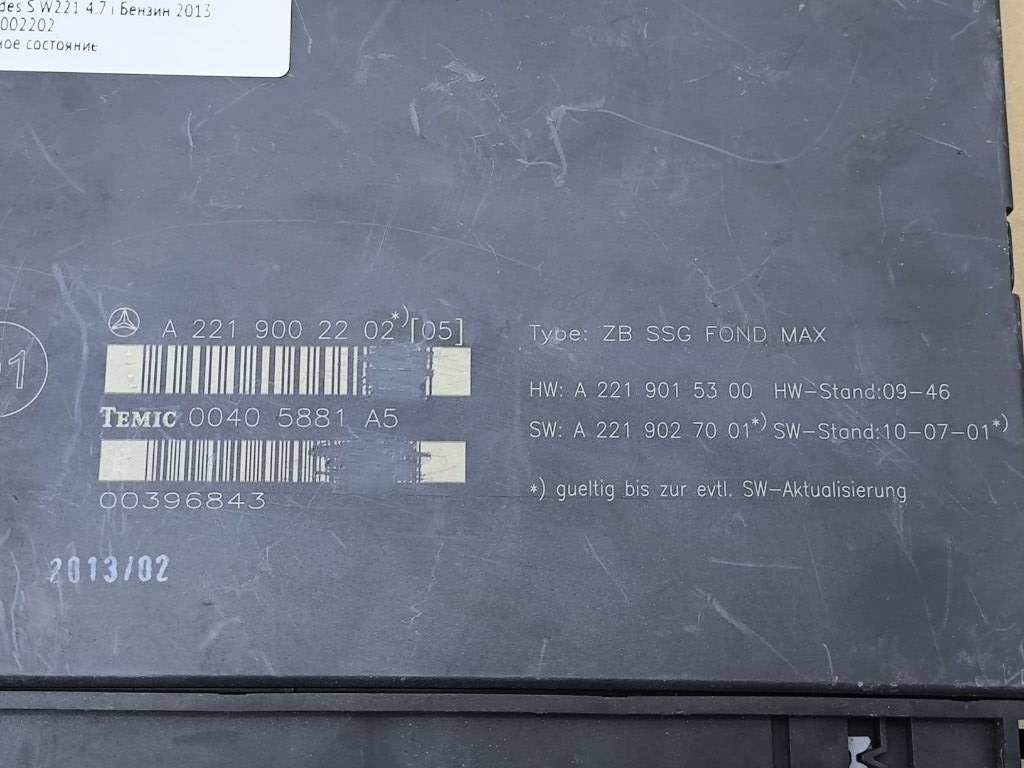 des S W221 4.7 i Бензин 2013
002202
ное состояние
A 221 900 22 02*)[05]
TEMIC 0040 5881 A5
00396843
2013/02
1
Type: ZB SSG FOND MAX
HW: A 221 901 53 00 HW-Stand:09-46
SW: A 221 902 70 01*) SW-Stand:10-07-01*)
*) gueltig bis zur evtl. SW-Aktualisierung